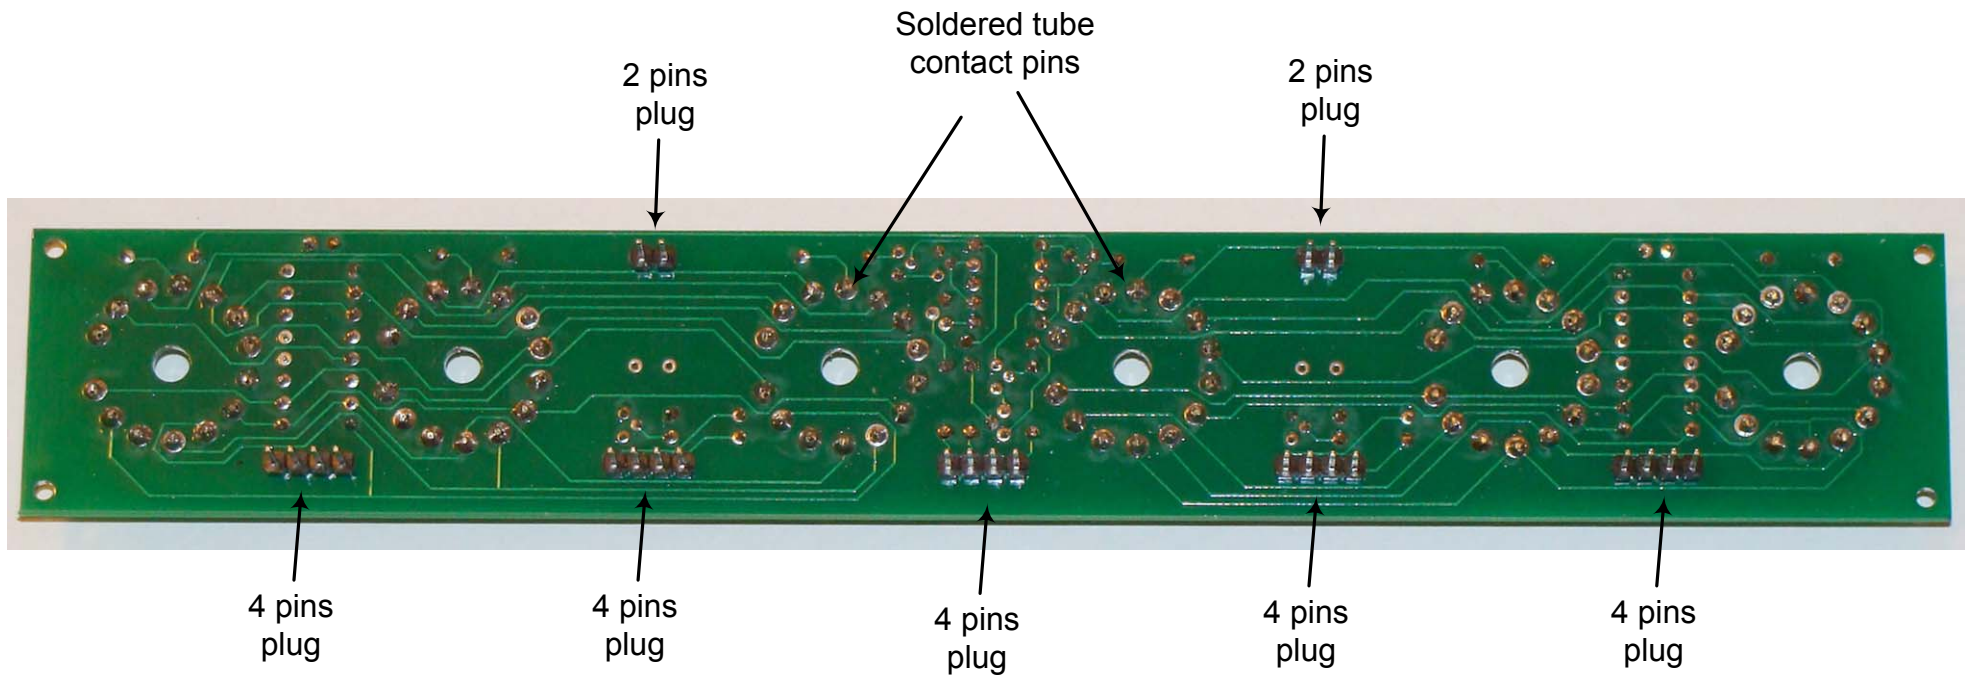 Soldered tube
contact pins
2 pins
plug
2 pins
plug
4 pins
plug
4 pins
plug
4 pins
plug
4 pins
plug
4 pins
plug